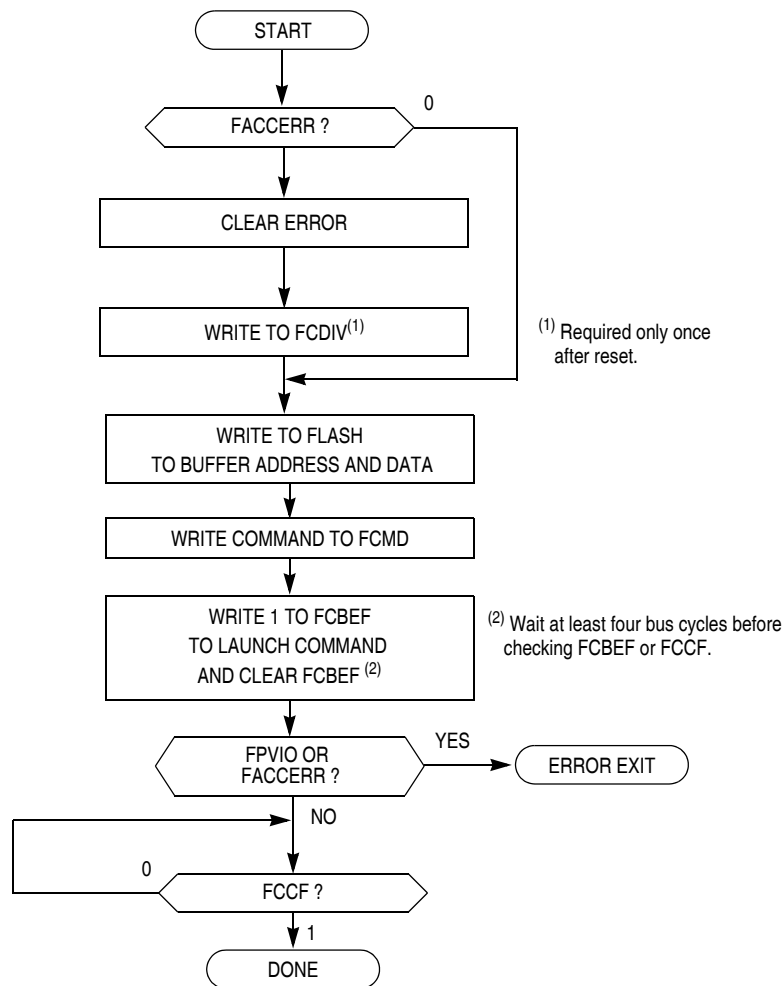 START
0
FACCERR ?
CLEAR ERROR
WRITE TO FCDIV(1)
(1) Required only once
after reset.
WRITE TO FLASH
TO BUFFER ADDRESS AND DATA
WRITE COMMAND TO FCMD
WRITE 1 TO FCBEF
TO LAUNCH COMMAND
AND CLEAR FCBEF (2)
(2) Wait at least four bus cycles before
checking FCBEF or FCCF.
FPVIO OR
FACCERR ?
YES
ERROR EXIT
NO
0
FCCF ?
1
DONE